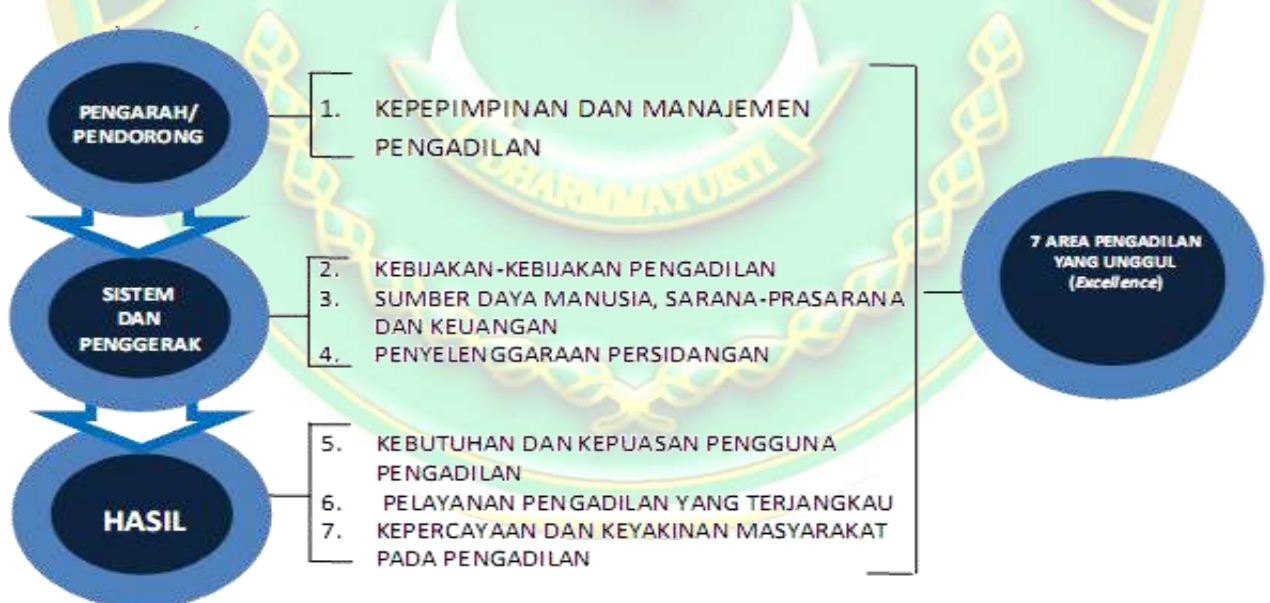 PENGARAH/
PENDORONG
1. KEPEPIMPINAN DAN MANAJEMEN
PENGADILAN
DHARMMAYUKTI
SISTEM
DAN
PENGGERAK
2. KEBIJAKAN-KEBIJAKAN PENGADILAN
3. SUMBER DAYA MANUSIA, SARANA-PRASARANA
DAN KEUANGAN
4. PENYELENGGARAAN PERSIDANGAN
HASIL
5. KEBUTUHAN DAN KEPUASAN PENGGUNA
PENGADILAN
6. PELAYANAN PENGADILAN YANG TERJANGKAU
7. KEPERCAYAAN DAN KEYAKINAN MASYARAKAT
PADA PENGADILAN
7 AREA PENGADILAN
YANG UNGGUL
(Excellence)